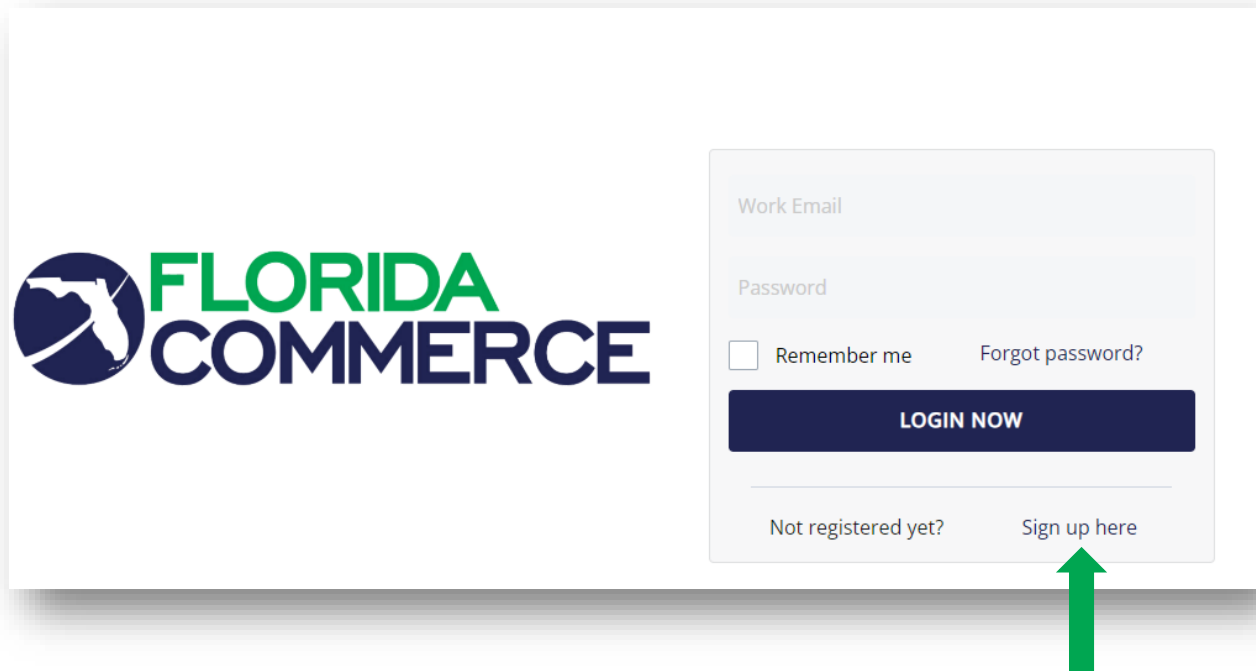 FLORIDA
COMMERCE
Work Email
Password
Remember me
Forgot password?
LOGIN NOW
Not registered yet?
Sign up here